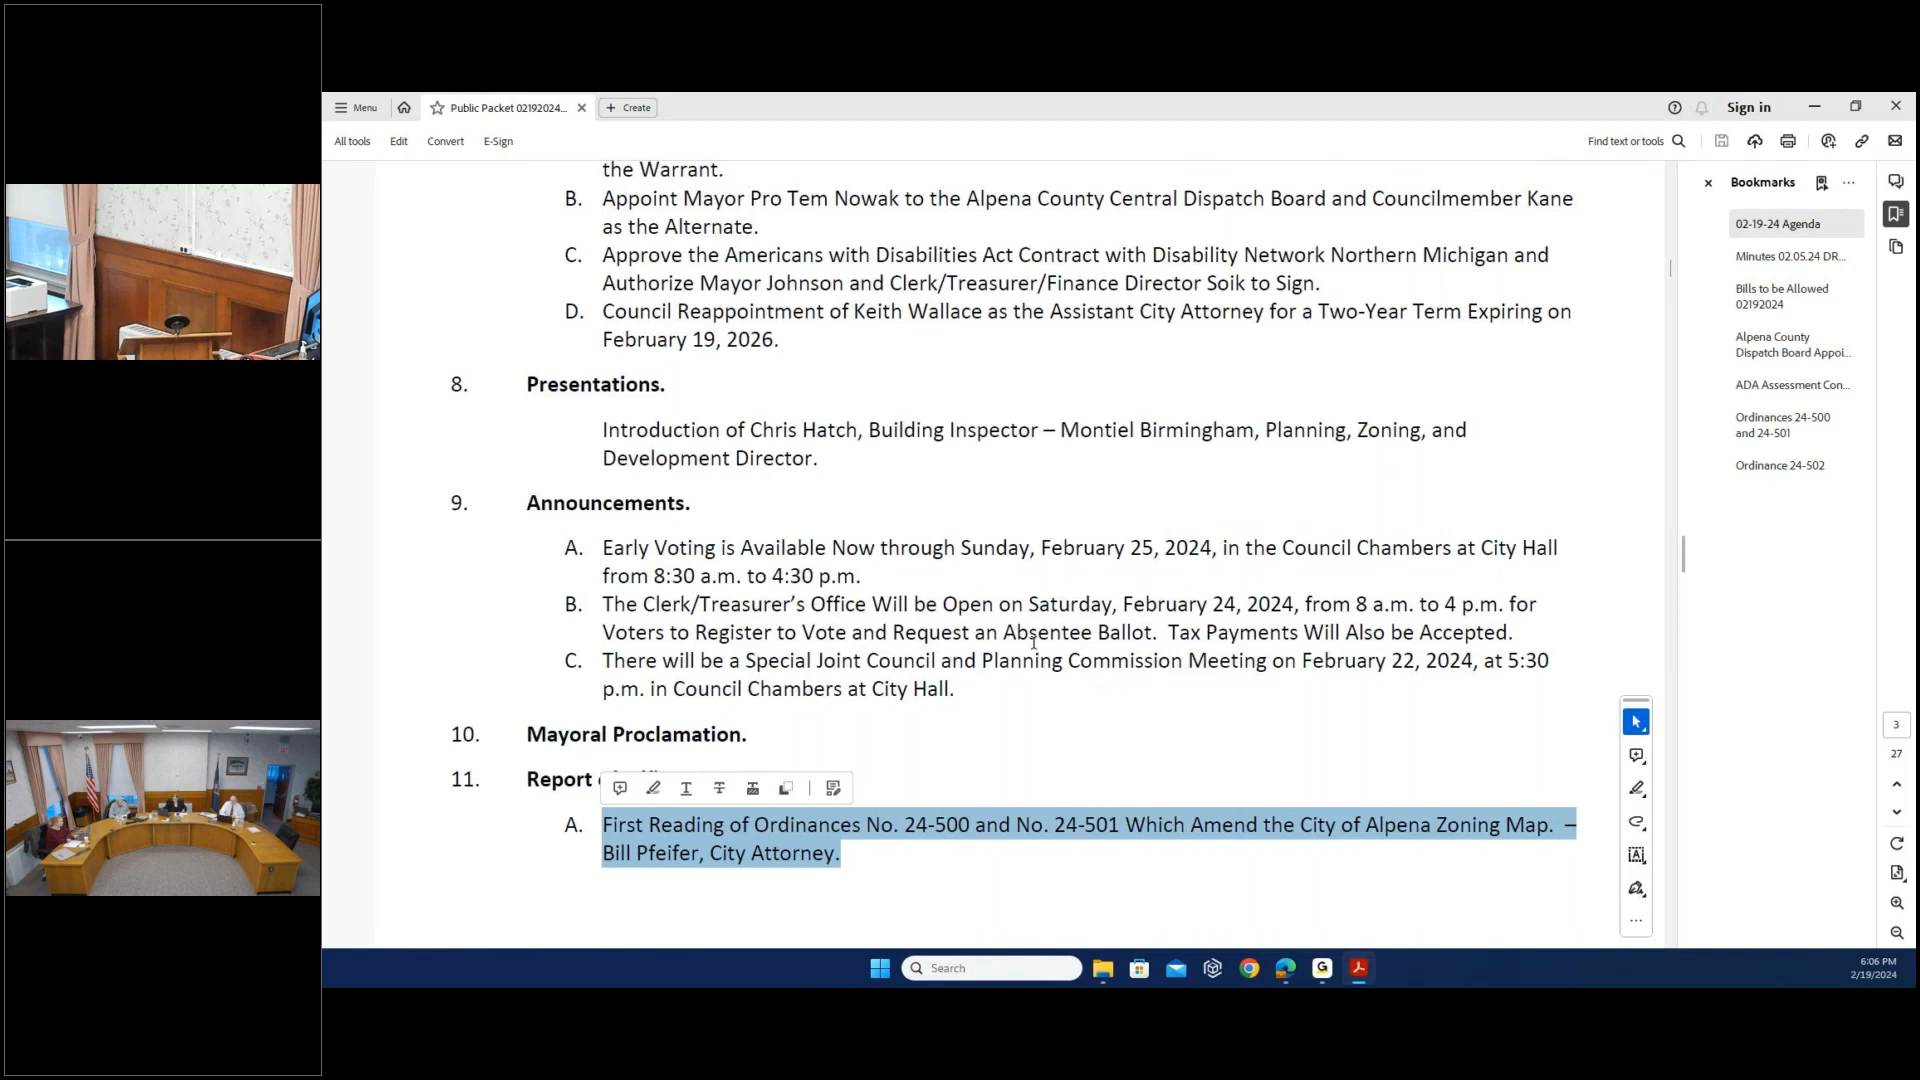 Menu
Public Packet 02192024...
Create
Sign in
All tools
Edit
Convert
E-Sign
Find text or tools
the Warrant.
B. Appoint Mayor Pro Tem Nowak to the Alpena County Central Dispatch Board and Councilmember Kane
as the Alternate.
C. Approve the Americans with Disabilities Act Contract with Disability Network Northern Michigan and
Authorize Mayor Johnson and Clerk/Treasurer/Finance Director Soik to Sign.
D. Council Reappointment of Keith Wallace as the Assistant City Attorney for a Two-Year Term Expiring on
February 19, 2026.
8. Presentations.
Introduction of Chris Hatch, Building Inspector – Montiel Birmingham, Planning, Zoning, and
Development Director.
9. Announcements.
A. Early Voting is Available Now through Sunday, February 25, 2024, in the Council Chambers at City Hall
from 8:30 a.m. to 4:30 p.m.
B. The Clerk/Treasurer’s Office Will be Open on Saturday, February 24, 2024, from 8 a.m. to 4 p.m. for
Voters to Register to Vote and Request an Absentee Ballot. Tax Payments Will Also be Accepted.
C. There will be a Special Joint Council and Planning Commission Meeting on February 22, 2024, at 5:30
p.m. in Council Chambers at City Hall.
10. Mayoral Proclamation.
11. Report
A. First Reading of Ordinances No. 24-500 and No. 24-501 Which Amend the City of Alpena Zoning Map. –
Bill Pfeifer, City Attorney.
Bookmarks
02-19-24 Agenda
Minutes 02.05.24 DR...
Bills to be Allowed
02192024
Alpena County
Dispatch Board Appoi...
ADA Assessment Con...
Ordinances 24-500
and 24-501
Ordinance 24-502
3
27
Search
6:06 PM
2/19/2024